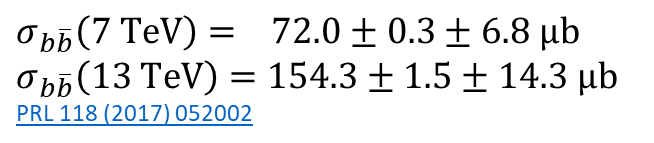 σ_{bb̄}(7 TeV) = 72.0 ± 0.3 ± 6.8 μb
σ_{bb̄}(13 TeV) = 154.3 ± 1.5 ± 14.3 μb
PRL 118 (2017) 052002